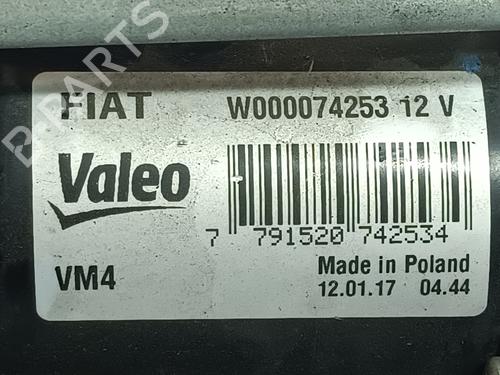 B-PARTS
FIAT W000074253 12 V
Valeo
7 791520 742534
VM4 Made in Poland
12.01.17 04.44